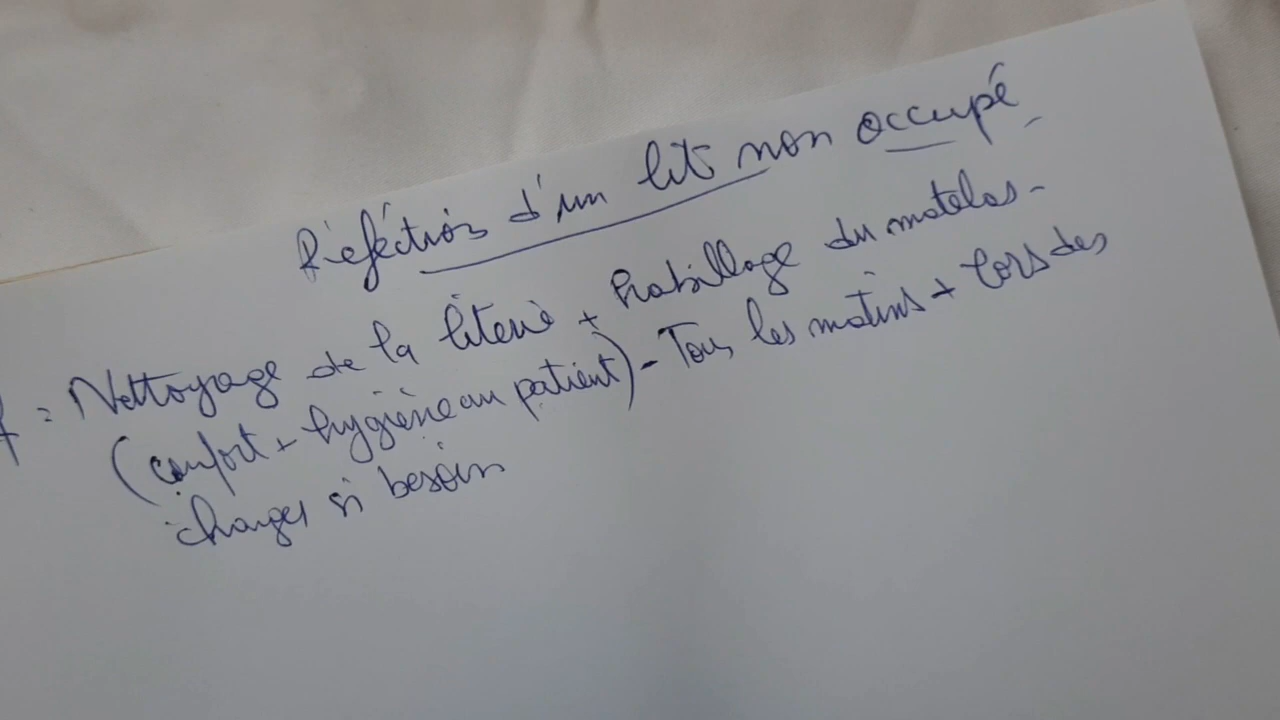 Réfection d'un lit non occupé
= Nettoyage de la literie + habillage du matelas -
(confort + hygiène au patient) - Tous les matins + lors des
changes si besoin